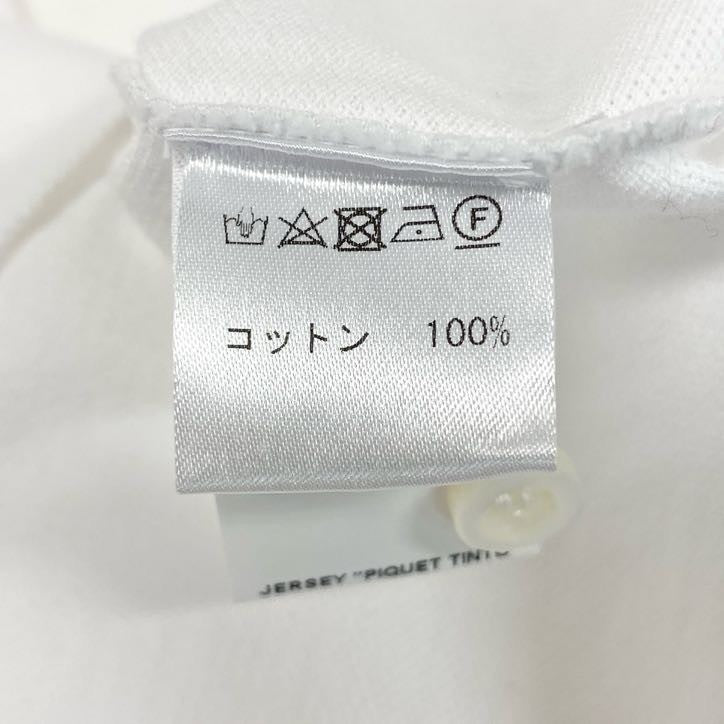 F
コットン 100%
JERSEY "PIQUET TINTO